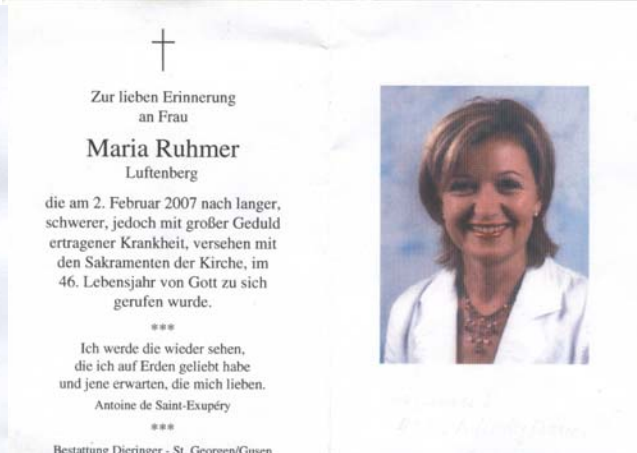 Zur lieben Erinnerung
an Frau
Maria Ruhmer
Luftenberg
die am 2. Februar 2007 nach langer,
schwerer, jedoch mit großer Geduld
ertragener Krankheit, versehen mit
den Sakramenten der Kirche, im
46. Lebensjahr von Gott zu sich
gerufen wurde.
***
Ich werde die wieder sehen,
die ich auf Erden geliebt habe
und jene erwarten, die mich lieben.
Antoine de Saint-Exupéry
***
Bestattung Dieringer - St. Georgen/Gusen